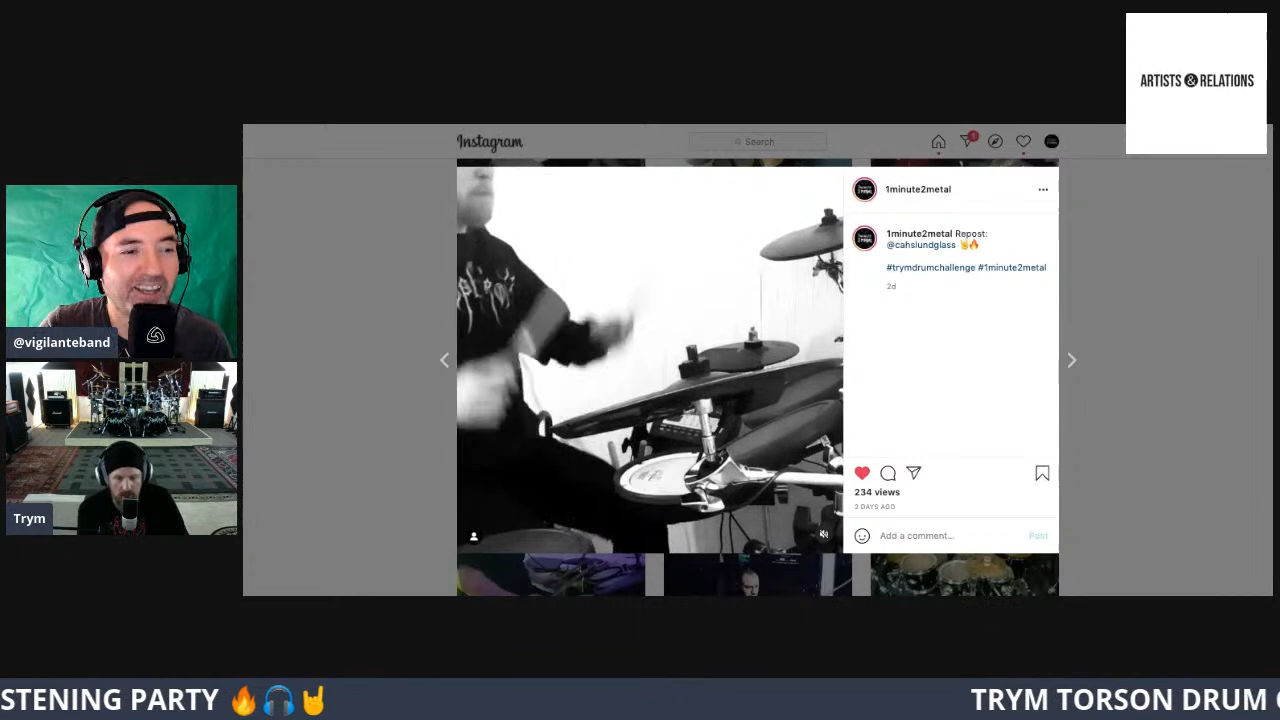 ARTISTS & RELATIONS
Instagram
Search
1
1minute2metal
1minute2metal Repost:
@cahslundglass 🤘🔥
#trymdrumchallenge #1minute2metal
2d
@vigilanteband
Trym
234 views
2 DAYS AGO
Add a comment...
Post
STENING PARTY 🔥🎧🤘
TRYM TORSON DRUM